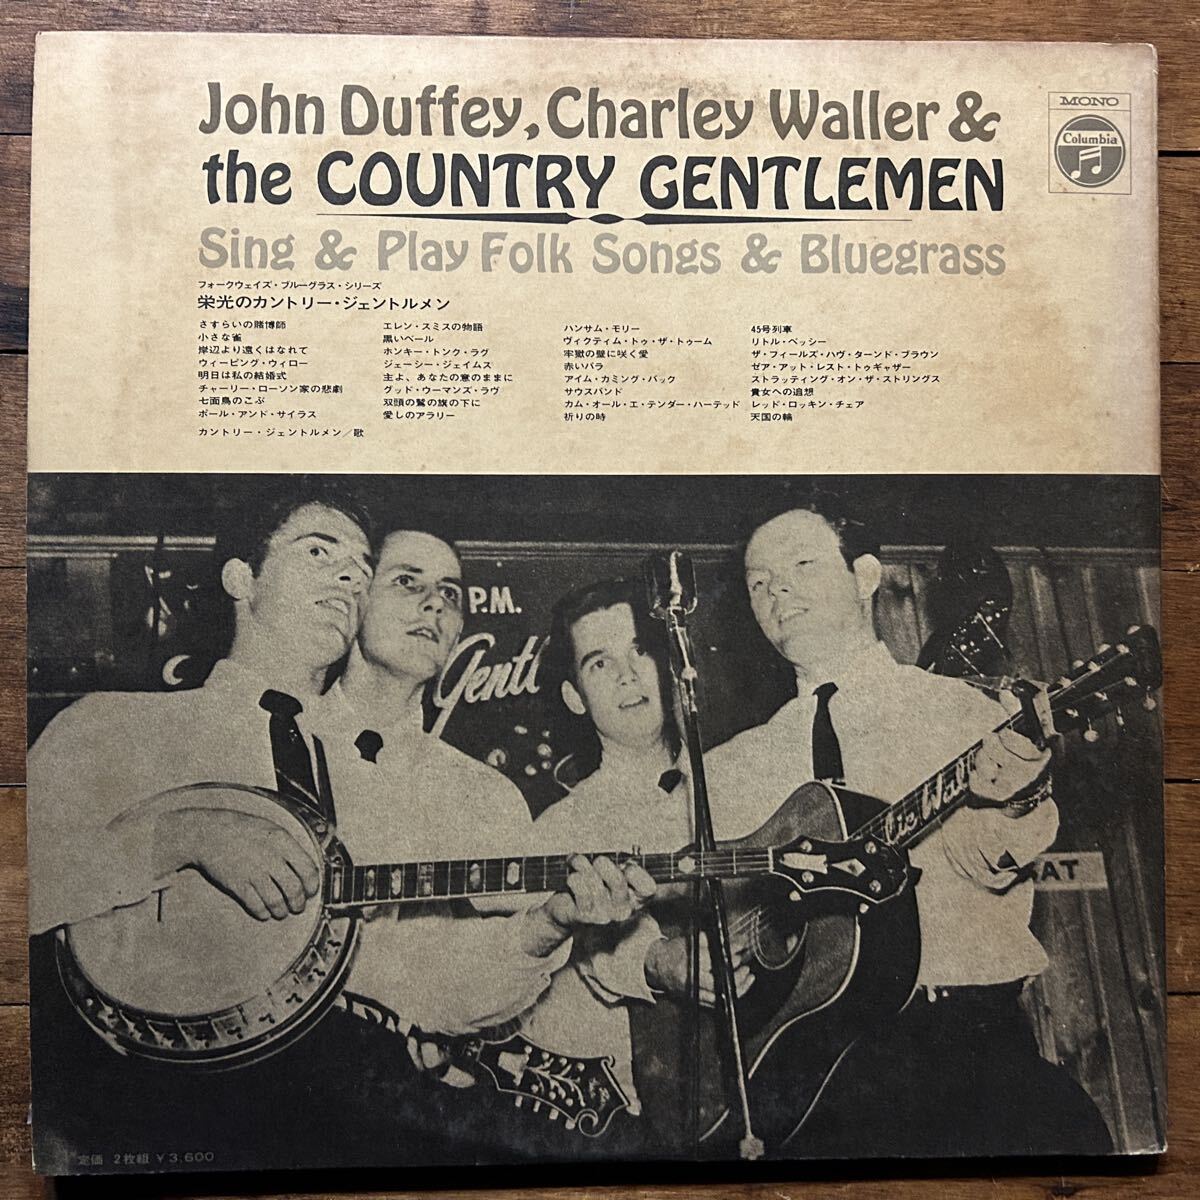 John Duffey, Charley Waller &
the COUNTRY GENTLEMEN
Sing & Play Folk Songs & Bluegrass
MONO
Columbia
フォークウェイズ・ブルーグラス・シリーズ
栄光のカントリー・ジェントルメン
さすらいの賭博師
小さな雀
岸辺より遠くはなれて
ウィーピング・ウィロー
明日は私の結婚式
チャーリー・ローソン家の悲劇
七面鳥のこぶ
ポール・アンド・サイラス
カントリー・ジェントルメン/歌
エレン・スミスの物語
黒いベール
ホンキー・トンク・ラグ
ジェーシー・ジェイムス
主よ、あなたの意のままに
グッド・ウーマンズ・ラヴ
双頭の鷲の旗の下に
愛しのアラリー
ハンサム・モリー
ヴィクティム・トゥ・ザ・トゥーム
牢獄の壁に咲く愛
赤いバラ
アイム・カミング・バック
サウスバンド
カム・オール・エ・テンダー・ハーテッド
祈りの時
45号列車
リトル・ベッシー
ザ・フィールズ・ハヴ・ターンド・ブラウン
ゼア・アット・レスト・トゥギャザー
ストラッティング・オン・ザ・ストリングス
貴女への追想
レッド・ロッキン・チェア
天国の輪
P.M.
Gentl
lie Wall
AT
定価 2枚組 ¥3,600